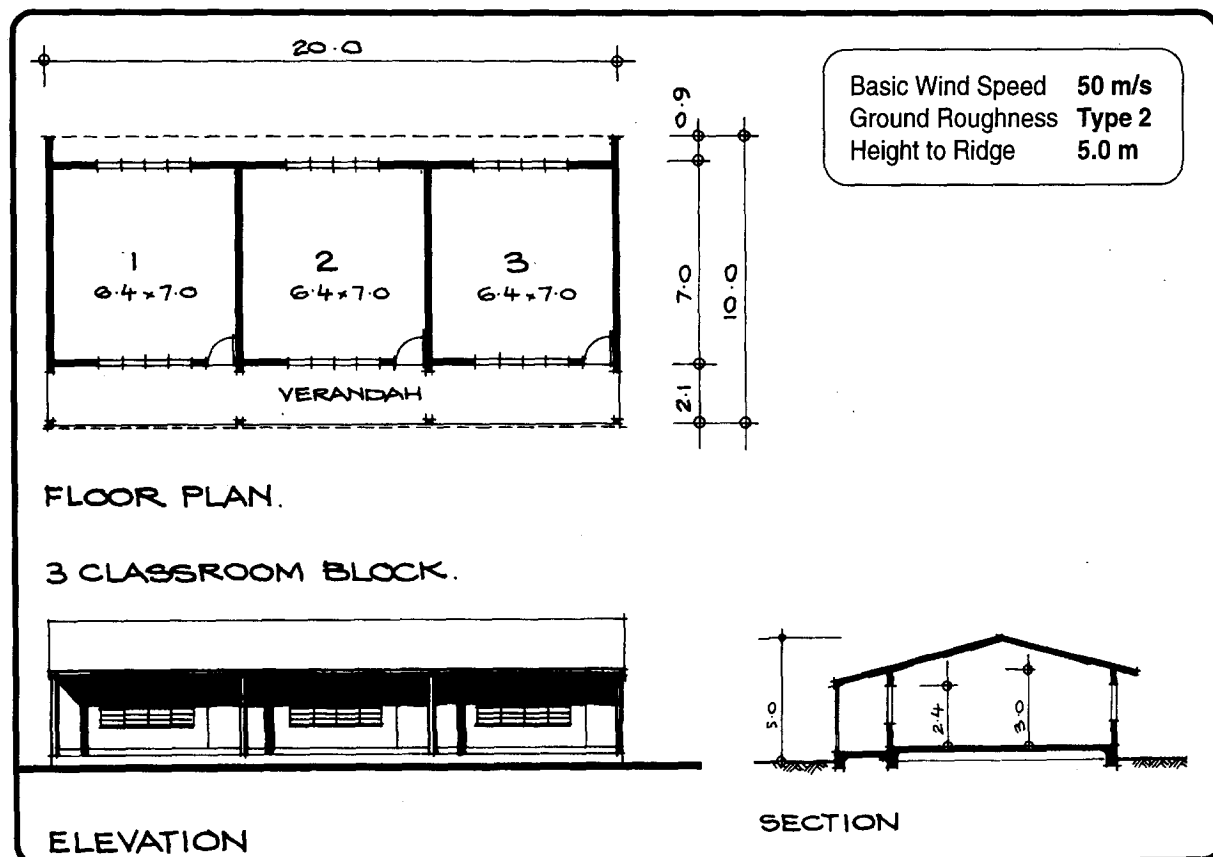 20.0
Basic Wind Speed 50 m/s
Ground Roughness Type 2
Height to Ridge 5.0 m
0.9
7.0
10.0
2.1
1
6.4 x 7.0
2
6.4 x 7.0
3
6.4 x 7.0
VERANDAH
FLOOR PLAN.
3 CLASSROOM BLOCK.
5.0
2.4
3.0
ELEVATION
SECTION